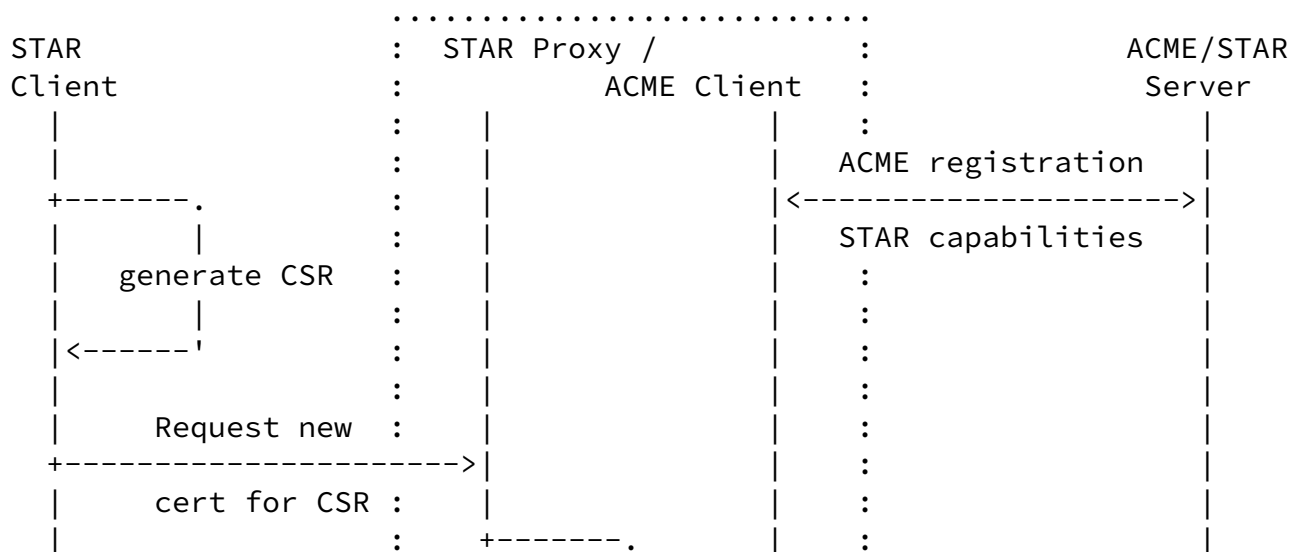 ...........................
STAR                 :  STAR Proxy /           :              ACME/STAR
Client               :           ACME Client   :               Server
  |                  :    |               |    :                  |
  |                  :    |               |   ACME registration   |
  +-------.          :    |               |<--------------------->|
  |       |          :    |               |   STAR capabilities   |
  |   generate CSR   :    |               |    :                  |
  |       |          :    |               |    :                  |
  |<------'          :    |               |    :                  |
  |                  :    |               |    :                  |
  |     Request new  :    |               |    :                  |
  +---------------------->|               |    :                  |
  |     cert for CSR :    |               |    :                  |
  |                  :    +-------.       |    :                  |